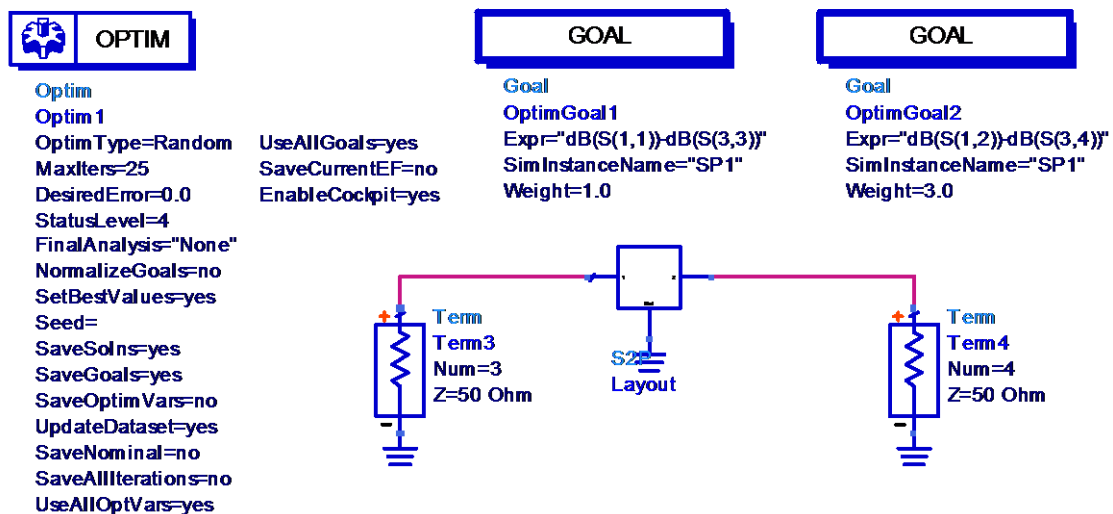 OPTIM
Optim
Optim1
OptimType=Random
MaxIters=25
DesiredError=0.0
StatusLevel=4
FinalAnalysis="None"
NormalizeGoals=no
SetBestValues=yes
Seed=
SaveSolns=yes
SaveGoals=yes
SaveOptimVars=no
UpdateDataset=yes
SaveNominal=no
SaveAllIterations=no
UseAllOptVars=yes
UseAllGoals=yes
SaveCurrentEF=no
EnableCockpit=yes
GOAL
Goal
OptimGoal1
Expr="dB(S(1,1))-dB(S(3,3))"
SimInstanceName="SP1"
Weight=1.0
GOAL
Goal
OptimGoal2
Expr="dB(S(1,2))-dB(S(3,4))"
SimInstanceName="SP1"
Weight=3.0
+
Term
Term3
Num=3
Z=50 Ohm
-
1
2
Ref
S2P
Layout
+
Term
Term4
Num=4
Z=50 Ohm
-